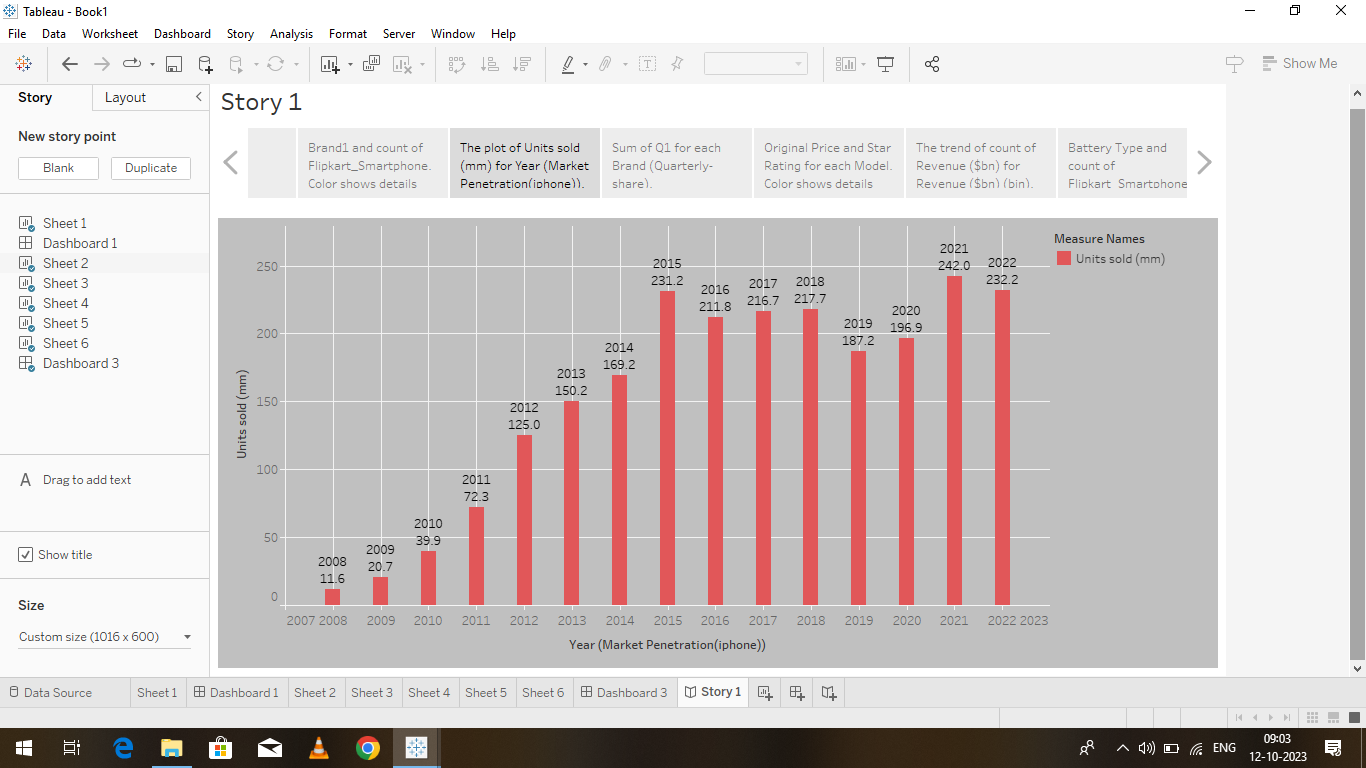 Tableau - Book1
File Data Worksheet Dashboard Story Analysis Format Server Window Help
Show Me
Story Layout
New story point
Blank Duplicate
Sheet 1
Dashboard 1
Sheet 2
Sheet 3
Sheet 4
Sheet 5
Sheet 6
Dashboard 3
A Drag to add text
Show title
Size
Custom size (1016 x 600)
Story 1
Brand1 and count of
Flipkart_Smartphone.
Color shows details
The plot of Units sold
(mm) for Year (Market
Penetration(iphone)).
Sum of Q1 for each
Brand (Quarterly-
share).
Original Price and Star
Rating for each Model.
Color shows details
The trend of count of
Revenue ($bn) for
Revenue ($bn) (bin).
Battery Type and
count of
Flipkart_Smartphone
Measure Names
Units sold (mm)
Units sold (mm)
250
200
150
100
50
0
2008
11.6
2009
20.7
2010
39.9
2011
72.3
2012
125.0
2013
150.2
2014
169.2
2015
231.2
2016
211.8
2017
216.7
2018
217.7
2019
187.2
2020
196.9
2021
242.0
2022
232.2
2007 2008 2009 2010 2011 2012 2013 2014 2015 2016 2017 2018 2019 2020 2021 2022 2023
Year (Market Penetration(iphone))
Data Source Sheet 1 Dashboard 1 Sheet 2 Sheet 3 Sheet 4 Sheet 5 Sheet 6 Dashboard 3 Story 1
ENG
09:03
12-10-2023